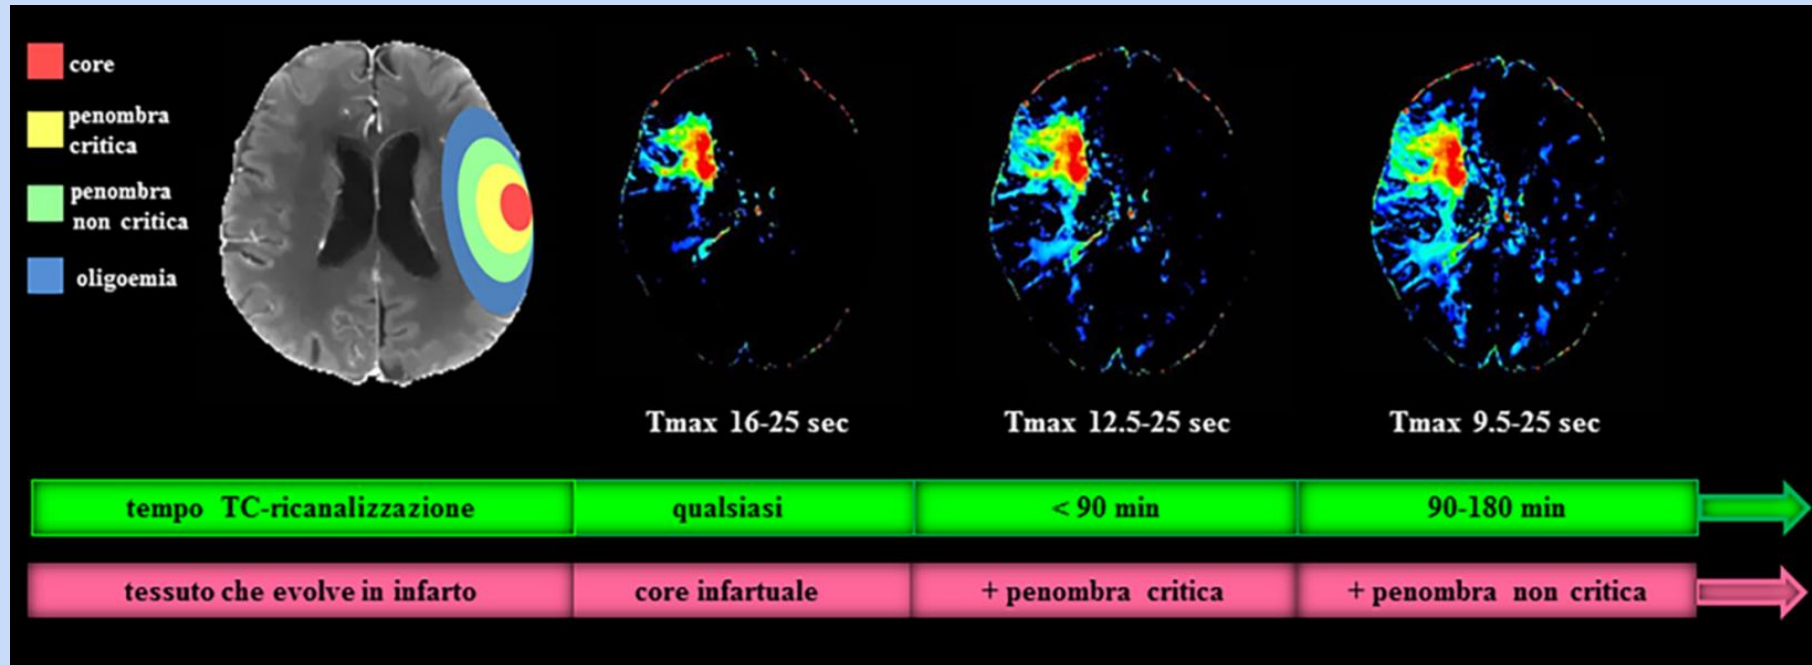 core
penombra
critica
penombra
non critica
oligoemia
Tmax 16-25 sec
Tmax 12.5-25 sec
Tmax 9.5-25 sec
tempo TC-ricanalizzazione
qualsiasi
< 90 min
90-180 min
tessuto che evolve in infarto
core infartuale
+ penombra critica
+ penombra non critica